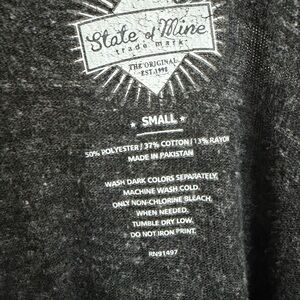 State of Mine
trade mark
THE ORIGINAL
EST.1991
SMALL
50% POLYESTER / 37% COTTON / 13% RAYON
MADE IN PAKISTAN
WASH DARK COLORS SEPARATELY,
MACHINE WASH COLD.
ONLY NON-CHLORINE BLEACH,
WHEN NEEDED.
TUMBLE DRY LOW.
DO NOT IRON PRINT.
RN91497